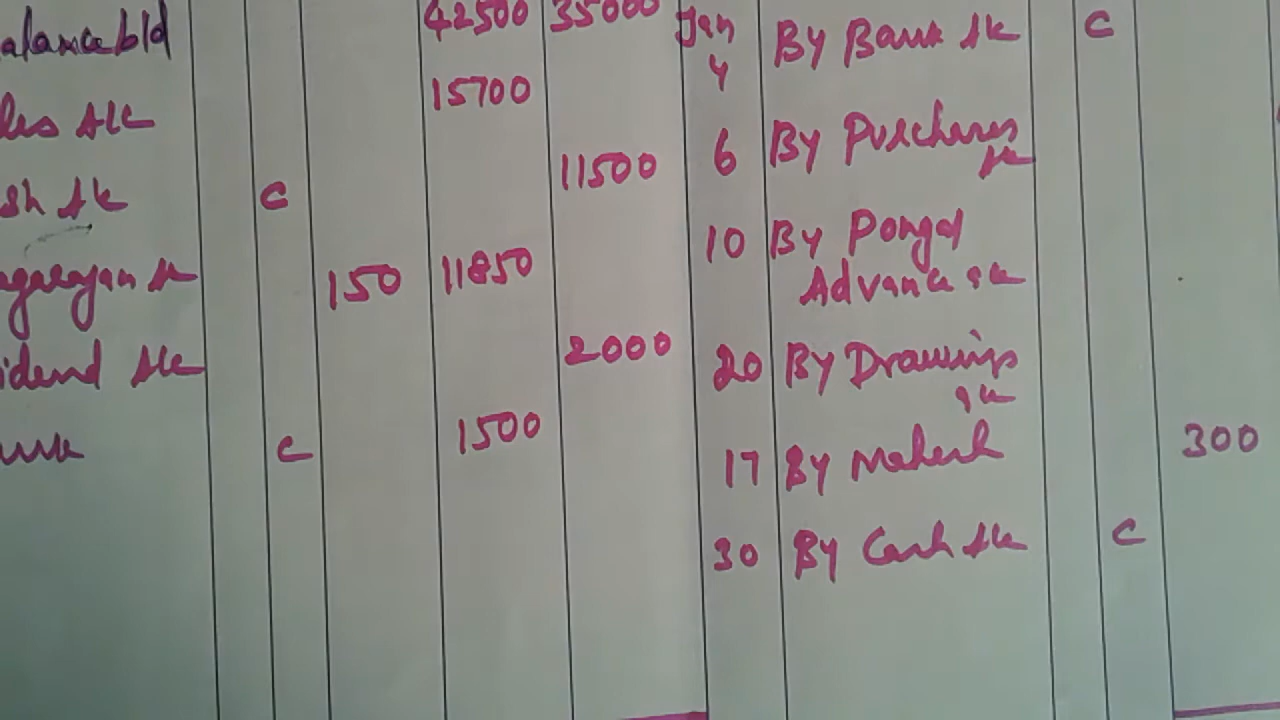 alance b/d 42500 35000 Jan 4 By Bank A/c C
les A/c 15700
6 By Purchases A/c
sh A/c C 11500
10 By Pongal
Advance a/c
agarajan A/c 150 11850
idend A/c 2000 20 By Drawings
a/c
C 1500 17 By Mahesh 300
30 By Cash A/c C